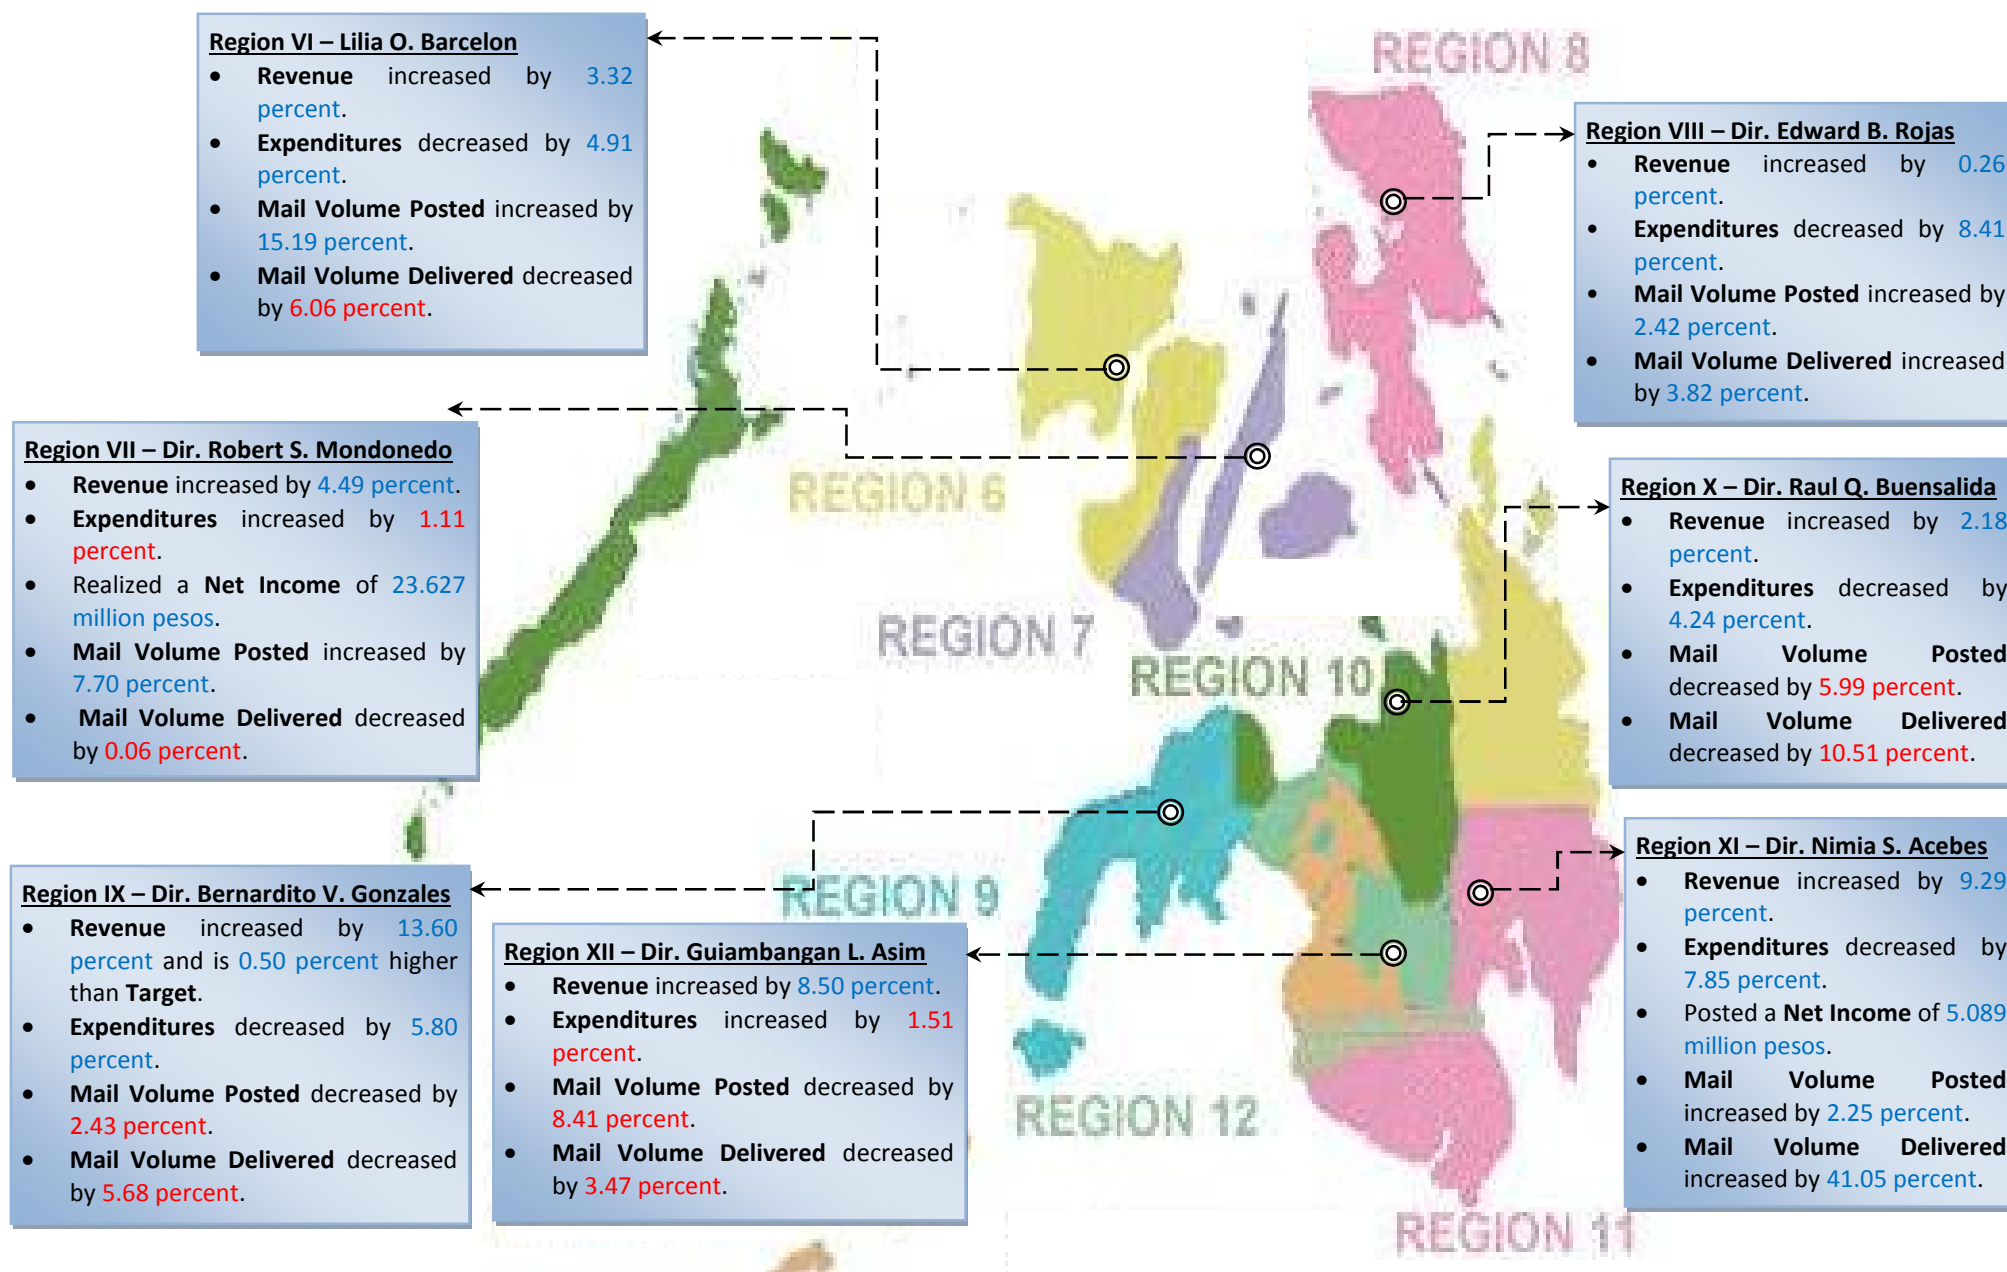 Region VI – Lilia O. Barcelon
• Revenue increased by 3.32
percent.
• Expenditures decreased by 4.91
percent.
• Mail Volume Posted increased by
15.19 percent.
• Mail Volume Delivered decreased
by 6.06 percent.
REGION 8
Region VIII – Dir. Edward B. Rojas
• Revenue increased by 0.26
percent.
• Expenditures decreased by 8.41
percent.
• Mail Volume Posted increased by
2.42 percent.
• Mail Volume Delivered increased
by 3.82 percent.
Region VII – Dir. Robert S. Mondonedo
• Revenue increased by 4.49 percent.
• Expenditures increased by 1.11
percent.
• Realized a Net Income of 23.627
million pesos.
• Mail Volume Posted increased by
7.70 percent.
• Mail Volume Delivered decreased
by 0.06 percent.
REGION 6
REGION 7
REGION 10
Region X – Dir. Raul Q. Buensalida
• Revenue increased by 2.18
percent.
• Expenditures decreased by
4.24 percent.
• Mail Volume Posted
decreased by 5.99 percent.
• Mail Volume Delivered
decreased by 10.51 percent.
Region IX – Dir. Bernardito V. Gonzales
• Revenue increased by 13.60
percent and is 0.50 percent higher
than Target.
• Expenditures decreased by 5.80
percent.
• Mail Volume Posted decreased by
2.43 percent.
• Mail Volume Delivered decreased
by 5.68 percent.
REGION 9
Region XII – Dir. Guiambangan L. Asim
• Revenue increased by 8.50 percent.
• Expenditures increased by 1.51
percent.
• Mail Volume Posted decreased by
8.41 percent.
• Mail Volume Delivered decreased
by 3.47 percent.
REGION 12
Region XI – Dir. Nimia S. Acebes
• Revenue increased by 9.29
percent.
• Expenditures decreased by
7.85 percent.
• Posted a Net Income of 5.089
million pesos.
• Mail Volume Posted
increased by 2.25 percent.
• Mail Volume Delivered
increased by 41.05 percent.
REGION 11